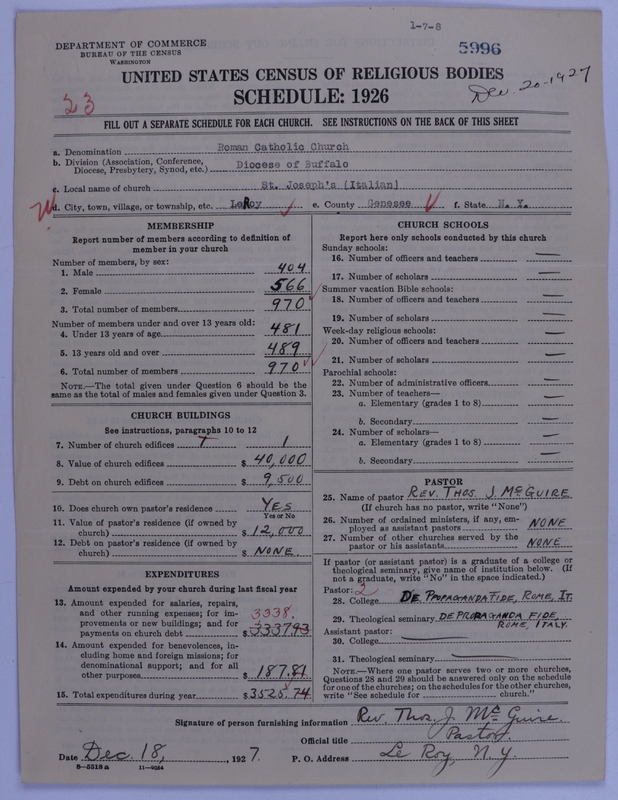 1-7-8
DEPARTMENT OF COMMERCE
BUREAU OF THE CENSUS
WASHINGTON
5996
UNITED STATES CENSUS OF RELIGIOUS BODIES
SCHEDULE: 1926
Dec. 20-1927
23
FILL OUT A SEPARATE SCHEDULE FOR EACH CHURCH. SEE INSTRUCTIONS ON THE BACK OF THIS SHEET
a. Denomination Roman Catholic Church
b. Division (Association, Conference, Diocese of Buffalo
Diocese, Presbytery, Synod, etc.)
c. Local name of church St. Joseph's (Italian)
d. City, town, village, or township, etc. LeRoy e. County Genesee f. State N. Y.
MEMBERSHIP
Report number of members according to definition of
member in your church
Number of members, by sex:
1. Male 404
2. Female 566
3. Total number of members 970
Number of members under and over 13 years old:
4. Under 13 years of age 481
5. 13 years old and over 489
6. Total number of members 970
NOTE.—The total given under Question 6 should be
same as the total of males and females given under Question 3.
CHURCH BUILDINGS
See instructions, paragraphs 10 to 12
7. Number of church edifices 1
8. Value of church edifices $ 40,000
9. Debt on church edifices $ 9,500
10. Does church own pastor's residence YES
Yes or No
11. Value of pastor's residence (if owned by
church) $ 12,000
12. Debt on pastor's residence (if owned by
church) $ NONE.
EXPENDITURES
Amount expended by your church during last fiscal year
13. Amount expended for salaries, repairs,
and other running expenses; for im- 3338.
provements or new buildings; and for
payments on church debt $ 3337.93
14. Amount expended for benevolences, in-
cluding home and foreign missions; for
denominational support; and for all
other purposes $ 187.81
15. Total expenditures during year $ 3525.74
CHURCH SCHOOLS
Report here only schools conducted by this church
Sunday schools:
16. Number of officers and teachers —
17. Number of scholars —
Summer vacation Bible schools:
18. Number of officers and teachers —
19. Number of scholars —
Week-day religious schools:
20. Number of officers and teachers —
21. Number of scholars —
Parochial schools:
22. Number of administrative officers —
23. Number of teachers—
a. Elementary (grades 1 to 8) —
b. Secondary —
24. Number of scholars—
a. Elementary (grades 1 to 8) —
b. Secondary —
PASTOR
25. Name of pastor REV. THOS. J. McGUIRE
(If church has no pastor, write "None")
26. Number of ordained ministers, if any, em-
ployed as assistant pastors NONE
27. Number of other churches served by the
pastor or his assistants NONE
If pastor (or assistant pastor) is a graduate of a college or
theological seminary, give name of institution below. (If
not a graduate, write "No" in the space indicated.)
Pastor: 2
28. College DE PROPAGANDA FIDE, ROME, IT.
29. Theological seminary DE PROPAGANDA FIDE,
ROME, ITALY.
Assistant pastor:
30. College —
31. Theological seminary —
NOTE.—Where one pastor serves two or more churches,
Questions 28 and 29 should be answered only on the schedule
for one of the churches; on the schedules for the other churches,
write "See schedule for church."
Signature of person furnishing information Rev. Thos. J. McGuire.
Official title Pastor.
Date Dec. 18, 1927. P. O. Address Le Roy, N.Y.
8—5518 a 11—9054